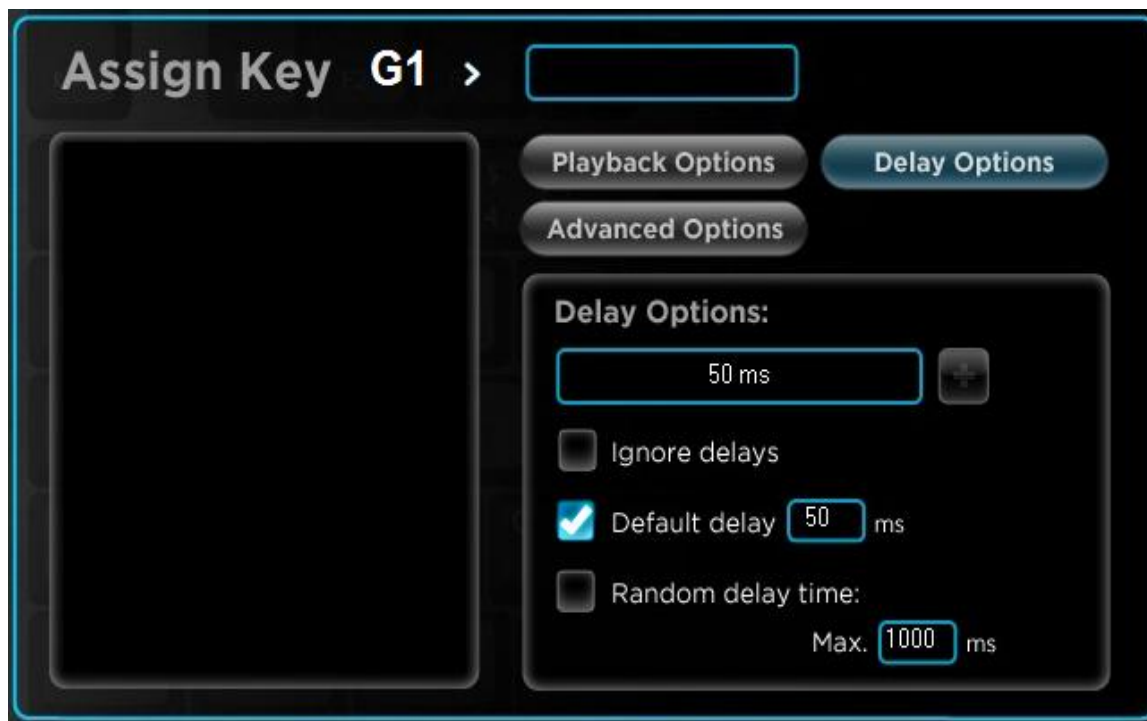 Assign Key G1 >
Playback Options
Delay Options
Advanced Options
Delay Options:
50 ms
Ignore delays
Default delay 50 ms
Random delay time:
Max. 1000 ms